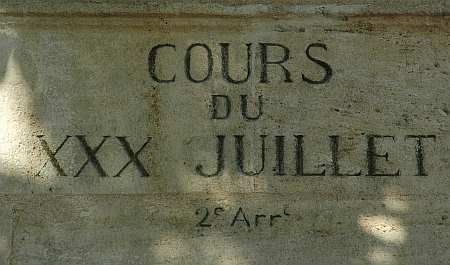 COURS
DU
XXX JUILLET
2e Arrt